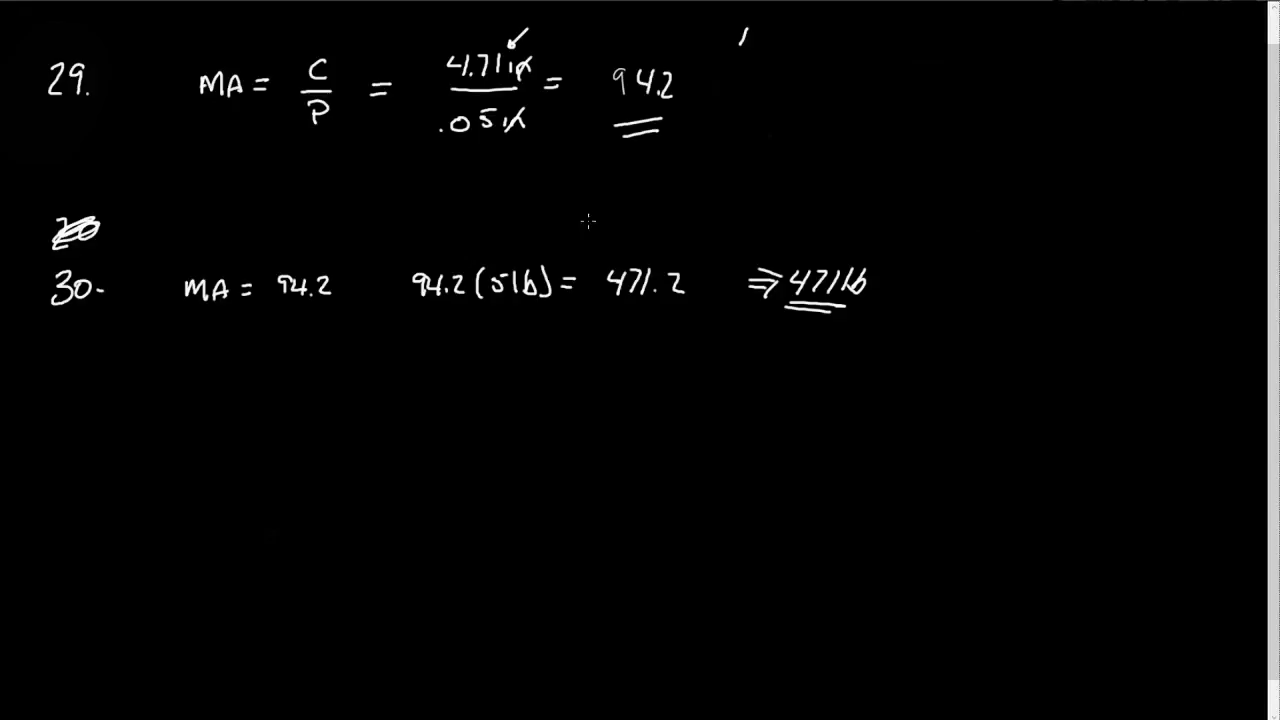 29. MA = C/P = 4.71in/.05in = 94.2
30. MA = 94.2 94.2(5lb) = 471.2 ⇒ 471lb